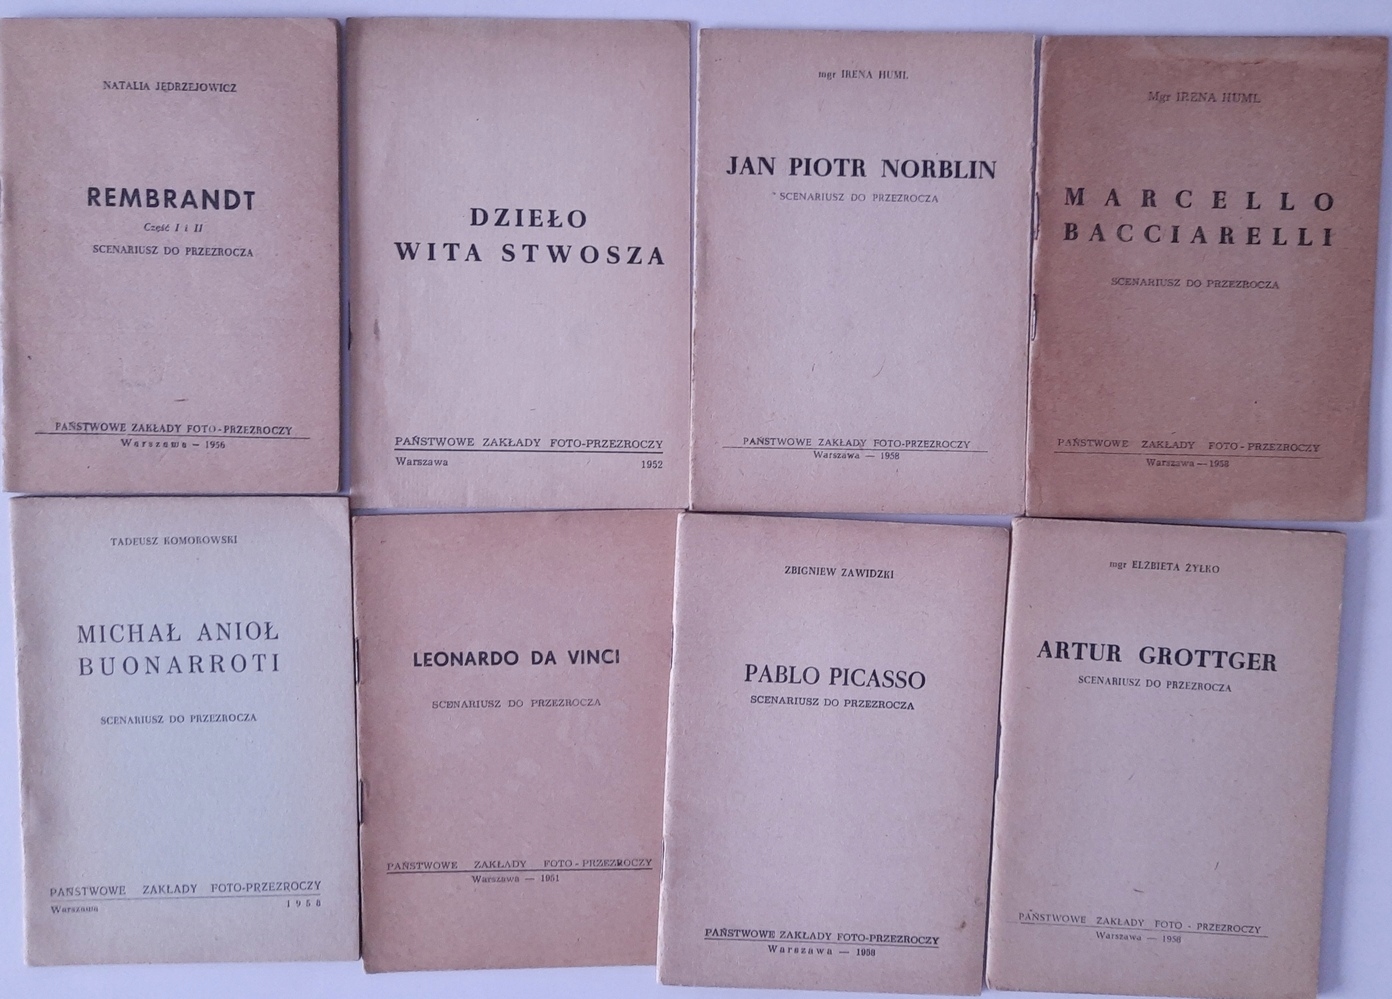 NATALIA JĘDRZEJOWICZ
REMBRANDT
Część I i II
SCENARIUSZ DO PRZEZROCZA
PAŃSTWOWE ZAKŁADY FOTO-PRZEZROCZY
Warszawa — 1956
DZIEŁO
WITA STWOSZA
PAŃSTWOWE ZAKŁADY FOTO-PRZEZROCZY
Warszawa 1952
mgr IRENA HUML
JAN PIOTR NORBLIN
SCENARIUSZ DO PRZEZROCZA
PAŃSTWOWE ZAKŁADY FOTO-PRZEZROCZY
Warszawa — 1958
Mgr IRENA HUML
MARCELLO
BACCIARELLI
SCENARIUSZ DO PRZEZROCZA
PAŃSTWOWE ZAKŁADY FOTO-PRZEZROCZY
Warszawa — 1958
TADEUSZ KOMOROWSKI
MICHAŁ ANIOŁ
BUONARROTI
SCENARIUSZ DO PRZEZROCZA
PAŃSTWOWE ZAKŁADY FOTO-PRZEZROCZY
Warszawa 1958
LEONARDO DA VINCI
SCENARIUSZ DO PRZEZROCZA
PAŃSTWOWE ZAKŁADY FOTO-PRZEZROCZY
Warszawa — 1951
ZBIGNIEW ZAWIDZKI
PABLO PICASSO
SCENARIUSZ DO PRZEZROCZA
PAŃSTWOWE ZAKŁADY FOTO-PRZEZROCZY
Warszawa — 1958
mgr ELŻBIETA ŻYŁKO
ARTUR GROTTGER
SCENARIUSZ DO PRZEZROCZA
PAŃSTWOWE ZAKŁADY FOTO-PRZEZROCZY
Warszawa — 1958